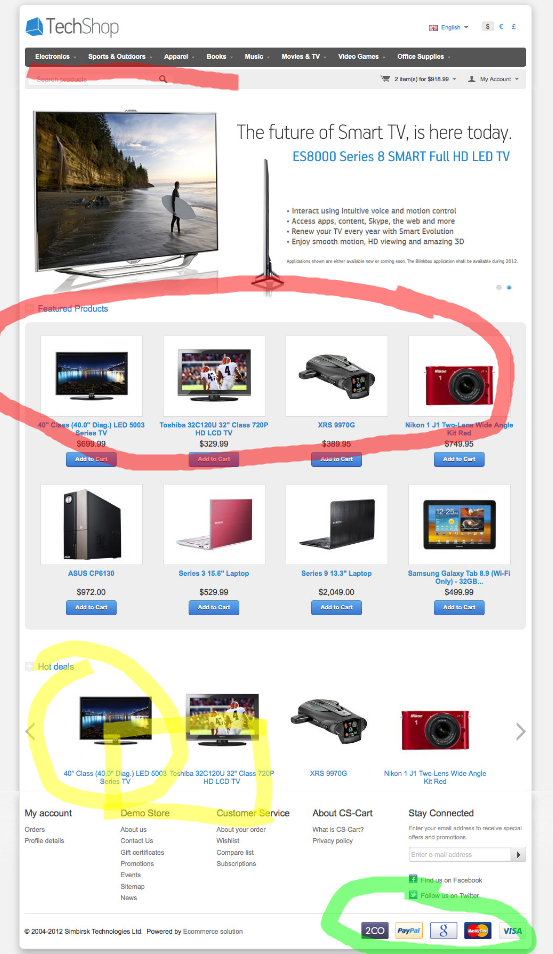 TechShop
English
$ € £
Electronics Sports & Outdoors Apparel Books Music Movies & TV Video Games Office Supplies
Search products
2 item(s) for $918.99 My Account
The future of Smart TV, is here today.
ES8000 Series 8 SMART Full HD LED TV
• Interact using intuitive voice and motion control
• Access apps, content, Skype, the web and more
• Renew your TV every year with Smart Evolution
• Enjoy smooth motion, HD viewing and amazing 3D
Applications shown are either available now or coming soon. The Blinkbox application shall be available during 2012.
Featured Products
40" Class (40.0" Diag.) LED 5003 Series TV
$699.99
Add to Cart
Toshiba 32C120U 32" Class 720P HD LCD TV
$329.99
Add to Cart
XRS 9970G
$389.95
Add to Cart
Nikon 1 J1 Two-Lens Wide Angle Kit Red
$749.95
Add to Cart
ASUS CP6130
$972.00
Add to Cart
Series 3 15.6" Laptop
$529.99
Add to Cart
Series 9 13.3" Laptop
$2,049.00
Add to Cart
Samsung Galaxy Tab 8.9 (Wi-Fi Only) - 32GB...
$499.99
Add to Cart
Hot deals
40" Class (40.0" Diag.) LED 5003 Series TV
Toshiba 32C120U 32" Class 720P HD LCD TV
XRS 9970G
Nikon 1 J1 Two-Lens Wide Angle Kit Red
My account
Orders
Profile details
Demo Store
About us
Contact Us
Gift certificates
Promotions
Events
Sitemap
News
Customer Service
About your order
Wishlist
Compare list
Subscriptions
About CS-Cart
What is CS-Cart?
Privacy policy
Stay Connected
Enter your email address to receive special offers and promotions.
Enter e-mail address
Find us on Facebook
Follow us on Twitter
© 2004-2012 Simbirsk Technologies Ltd. Powered by Ecommerce solution
2CO PayPal g MasterCard VISA